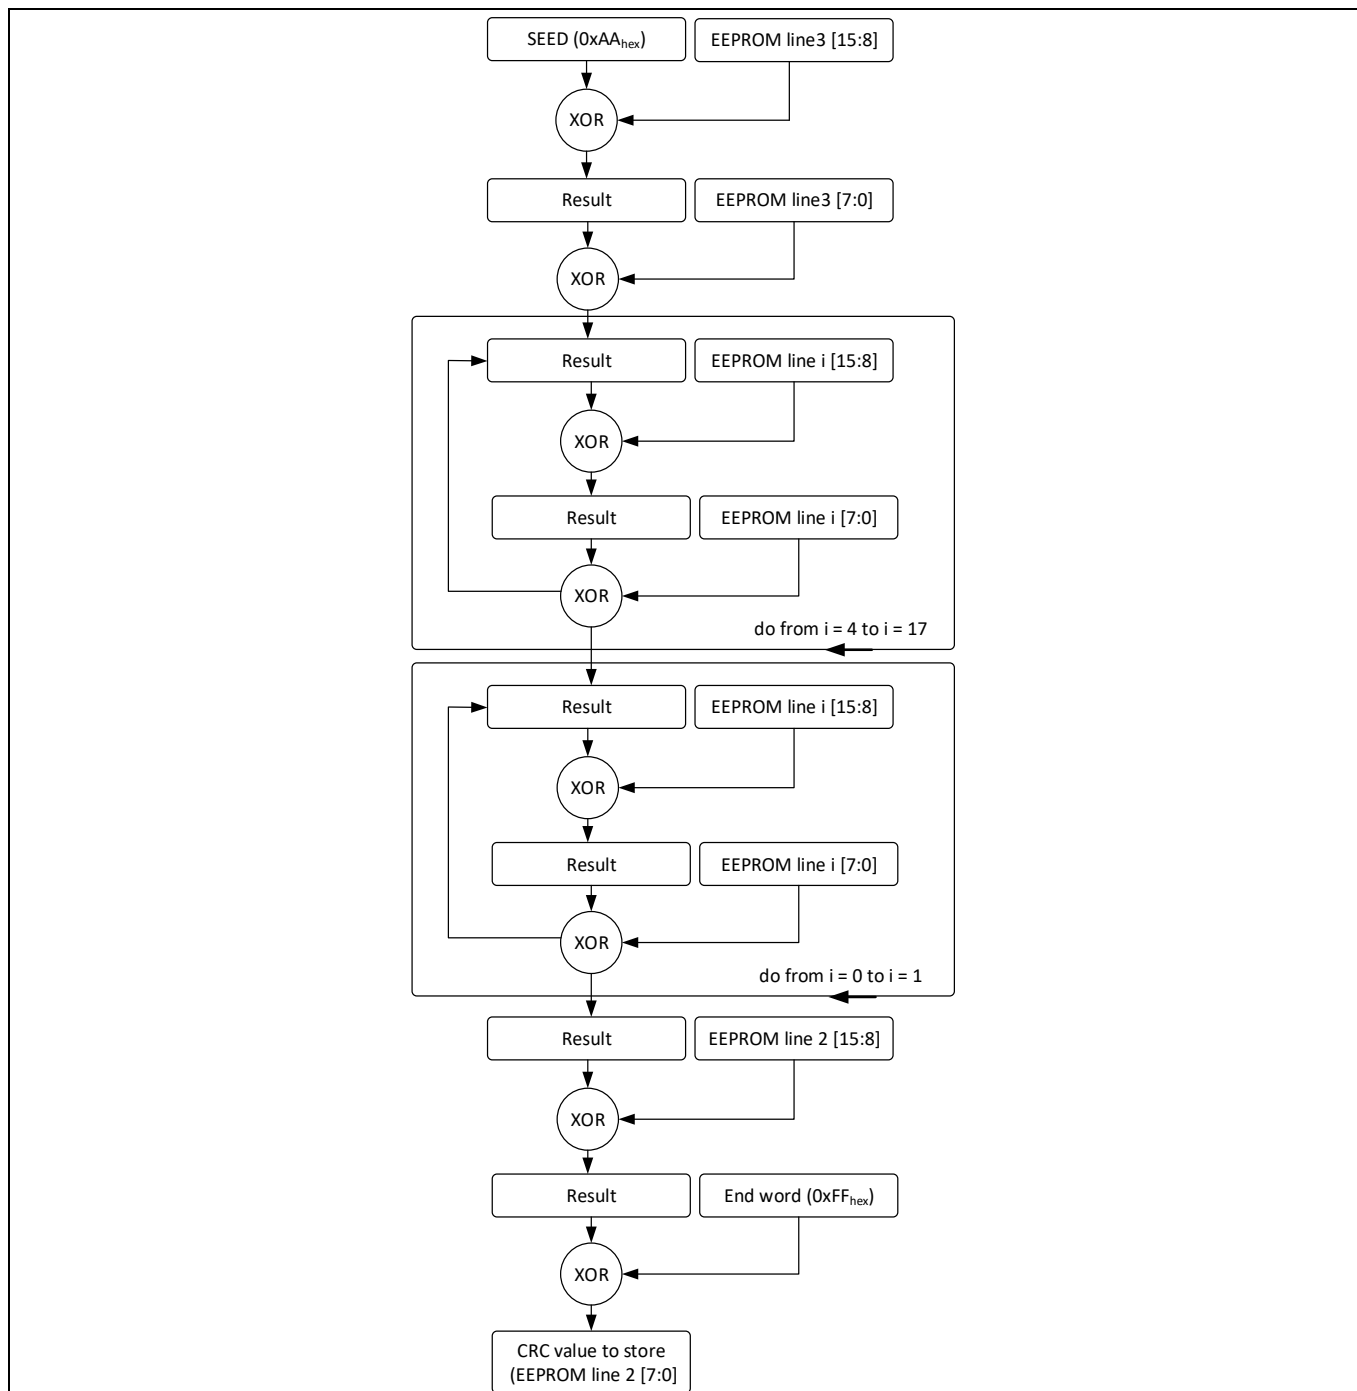 SEED (0xAAhex)
EEPROM line3 [15:8]
XOR
Result
EEPROM line3 [7:0]
XOR
Result
EEPROM line i [15:8]
XOR
Result
EEPROM line i [7:0]
XOR
do from i = 4 to i = 17
Result
EEPROM line i [15:8]
XOR
Result
EEPROM line i [7:0]
XOR
do from i = 0 to i = 1
Result
EEPROM line 2 [15:8]
XOR
Result
End word (0xFFhex)
XOR
CRC value to store
(EEPROM line 2 [7:0]